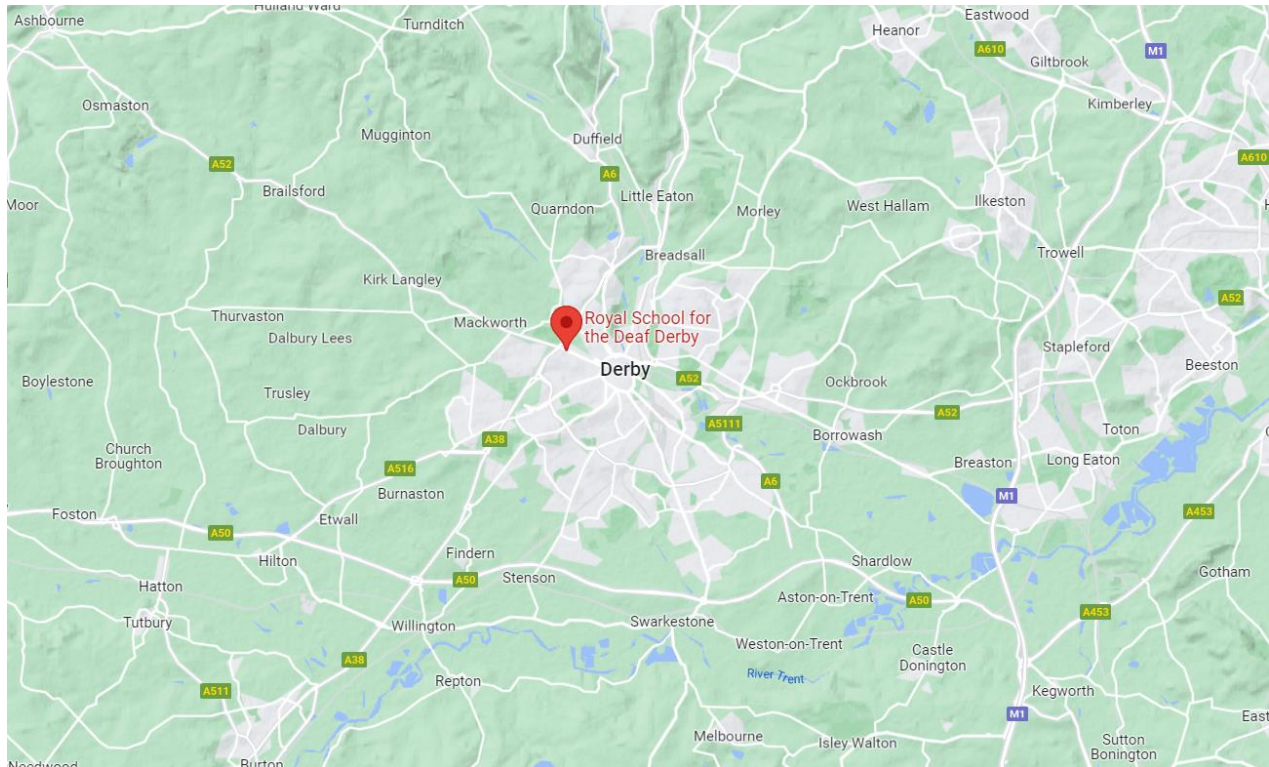 Ashbourne
Holland Ward
Turnditch
Eastwood
Heanor
A610
M1
Giltbrook
Osmaston
Kimberley
Mugginton
Duffield
A52
A610
A6
Brailsford
Little Eaton
Moor
Quarndon
Morley
West Hallam
Ilkeston
Breadsall
Trowell
Kirk Langley
A52
Thurvaston
Mackworth
Royal School for
the Deaf Derby
Dalbury Lees
Stapleford
Derby
Beeston
Boylestone
A52
Ockbrook
Trusley
A52
A5111
Dalbury
Toton
A38
Borrowash
Church
Broughton
A516
Breaston
Long Eaton
A6
Burnaston
M1
Foston
Etwall
A453
A50
Hilton
Findern
Shardlow
Stenson
A50
Gotham
Hatton
Aston-on-Trent
A50
A453
Tutbury
Willington
Swarkestone
Weston-on-Trent
Castle
Donington
A38
River Trent
Repton
A511
Kegworth
M1
East
Melbourne
Isley Walton
Sutton
Bonington
Needwood
Burton